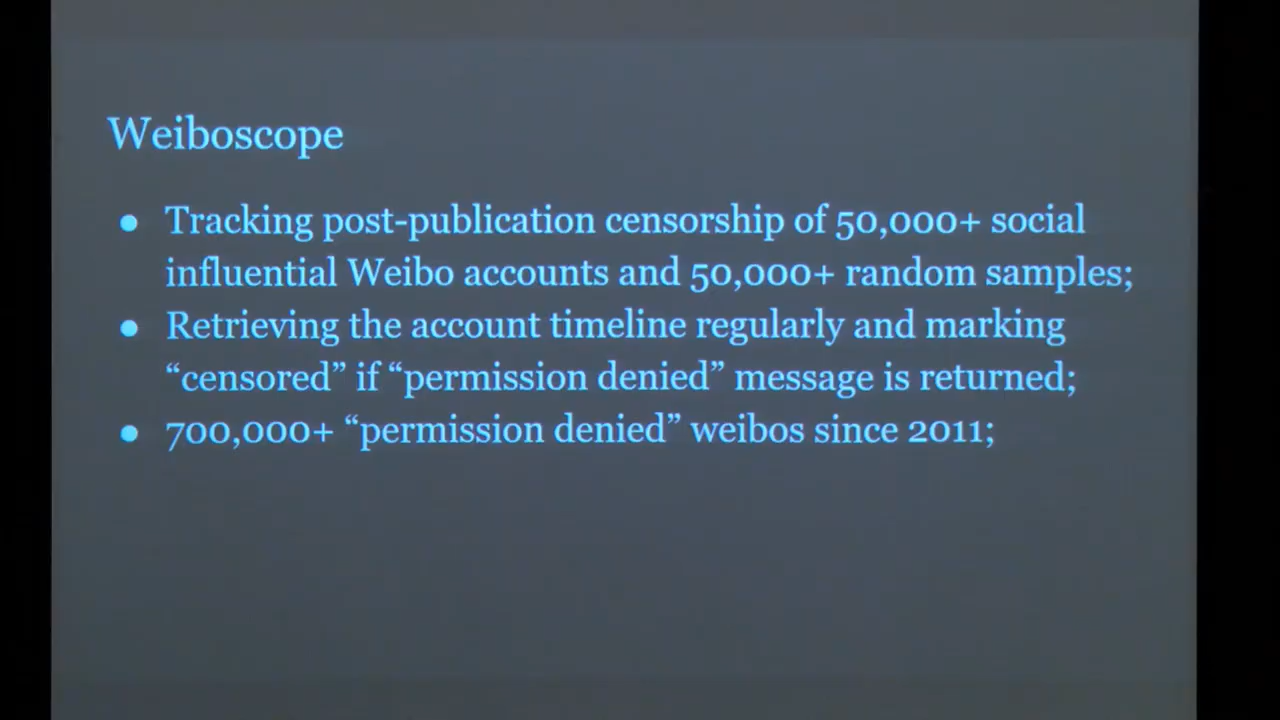 Weiboscope
● Tracking post-publication censorship of 50,000+ social
influential Weibo accounts and 50,000+ random samples;
● Retrieving the account timeline regularly and marking
“censored” if “permission denied” message is returned;
● 700,000+ “permission denied” weibos since 2011;